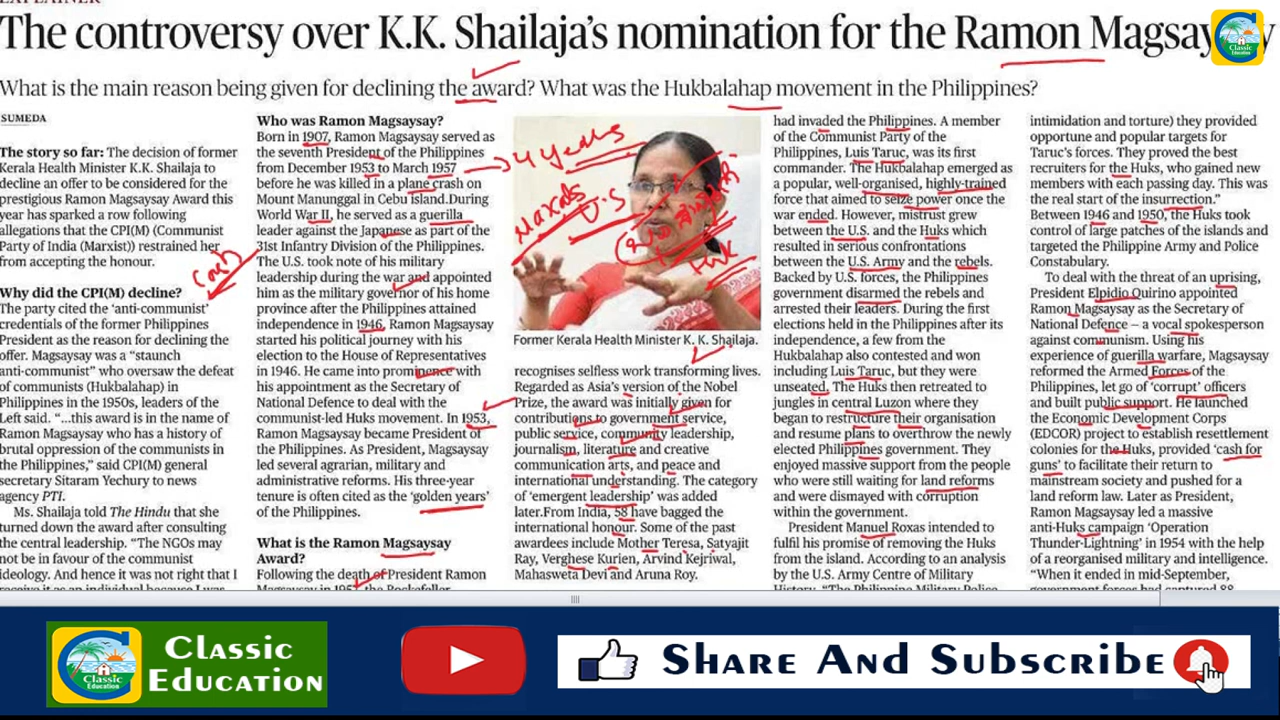 EXPLAINER
The controversy over K.K. Shailaja's nomination for the Ramon Magsaysay
What is the main reason being given for declining the award? What was the Hukbalahap movement in the Philippines?
SUMEDA
The story so far: The decision of former
Kerala Health Minister K.K. Shailaja to
decline an offer to be considered for the
prestigious Ramon Magsaysay Award this
year has sparked a row following
allegations that the CPI(M) (Communist
Party of India (Marxist)) restrained her
from accepting the honour.
Why did the CPI(M) decline?
The party cited the 'anti-communist'
credentials of the former Philippines
President as the reason for declining the
offer. Magsaysay was a "staunch
anti-communist" who oversaw the defeat
of communists (Hukbalahap) in
Philippines in the 1950s, leaders of the
Left said. "...this award is in the name of
Ramon Magsaysay who has a history of
brutal oppression of the communists in
the Philippines," said CPI(M) general
secretary Sitaram Yechury to news
agency PTI.
Ms. Shailaja told The Hindu that she
turned down the award after consulting
the central leadership. "The NGOs may
not be in favour of the communist
ideology. And hence it was not right that I
receive it as an individual because I was
Who was Ramon Magsaysay?
Born in 1907, Ramon Magsaysay served as
the seventh President of the Philippines
from December 1953 to March 1957
before he was killed in a plane crash on
Mount Manunggal in Cebu island.During
World War II, he served as a guerilla
leader against the Japanese as part of the
31st Infantry Division of the Philippines.
The U.S. took note of his military
leadership during the war and appointed
him as the military governor of his home
province after the Philippines attained
independence in 1946, Ramon Magsaysay
started his political journey with his
election to the House of Representatives
in 1946. He came into prominence with
his appointment as the Secretary of
National Defence to deal with the
communist-led Huks movement. In 1953,
Ramon Magsaysay became President of
the Philippines. As President, Magsaysay
led several agrarian, military and
administrative reforms. His three-year
tenure is often cited as the 'golden years'
of the Philippines.
What is the Ramon Magsaysay
Award?
Following the death of President Ramon
Magsaysay in 1957, the Rockefeller
4 years
U.S
Huk
Former Kerala Health Minister K. K. Shailaja.
recognises selfless work transforming lives.
Regarded as Asia's version of the Nobel
Prize, the award was initially given for
contributions to government service,
public service, community leadership,
journalism, literature and creative
communication arts, and peace and
international understanding. The category
of 'emergent leadership' was added
later.From India, 58 have bagged the
international honour. Some of the past
awardees include Mother Teresa, Satyajit
Ray, Verghese Kurien, Arvind Kejriwal,
Mahasweta Devi and Aruna Roy.
had invaded the Philippines. A member
of the Communist Party of the
Philippines, Luis Taruc, was its first
commander. The Hukbalahap emerged as
a popular, well-organised, highly-trained
force that aimed to seize power once the
war ended. However, mistrust grew
between the U.S. and the Huks which
resulted in serious confrontations
between the U.S. Army and the rebels.
Backed by U.S. forces, the Philippines
government disarmed the rebels and
arrested their leaders. During the first
elections held in the Philippines after its
independence, a few from the
Hukbalahap also contested and won
including Luis Taruc, but they were
unseated. The Huks then retreated to
jungles in central Luzon where they
began to restructure their organisation
and resume plans to overthrow the newly
elected Philippines government. They
enjoyed massive support from the people
who were still waiting for land reforms
and were dismayed with corruption
within the government.
President Manuel Roxas intended to
fulfil his promise of removing the Huks
from the island. According to an analysis
by the U.S. Army Centre of Military
History, "The Philippine Military Police
intimidation and torture) they provided
opportune and popular targets for
Taruc's forces. They proved the best
recruiters for the Huks, who gained new
members with each passing day. This was
the real start of the insurrection."
Between 1946 and 1950, the Huks took
control of large patches of the islands and
targeted the Philippine Army and Police
Constabulary.
To deal with the threat of an uprising,
President Elpidio Quirino appointed
Ramon Magsaysay as the Secretary of
National Defence – a vocal spokesperson
against communism. Using his
experience of guerilla warfare, Magsaysay
reformed the Armed Forces of the
Philippines, let go of 'corrupt' officers
and built public support. He launched
the Economic Development Corps
(EDCOR) project to establish resettlement
colonies for the Huks, provided 'cash for
guns' to facilitate their return to
mainstream society and pushed for a
land reform law. Later as President,
Ramon Magsaysay led a massive
anti-Huks campaign 'Operation
Thunder-Lightning' in 1954 with the help
of a reorganised military and intelligence.
"When it ended in mid-September,
government forces had captured 88
Classic
Education
Classic
Education
Classic
Education
Share And Subscribe